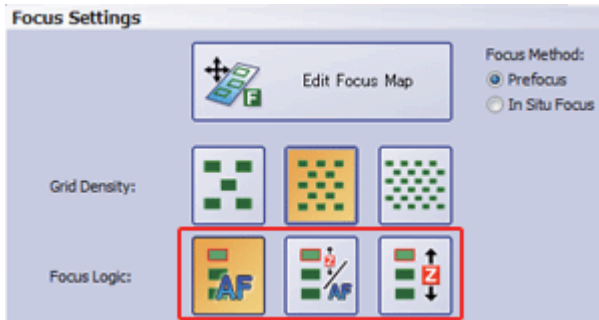 Focus Settings
Edit Focus Map
F
Focus Method:
Prefocus
In Situ Focus
Grid Density:
Focus Logic:
AF
Z
AF
Z